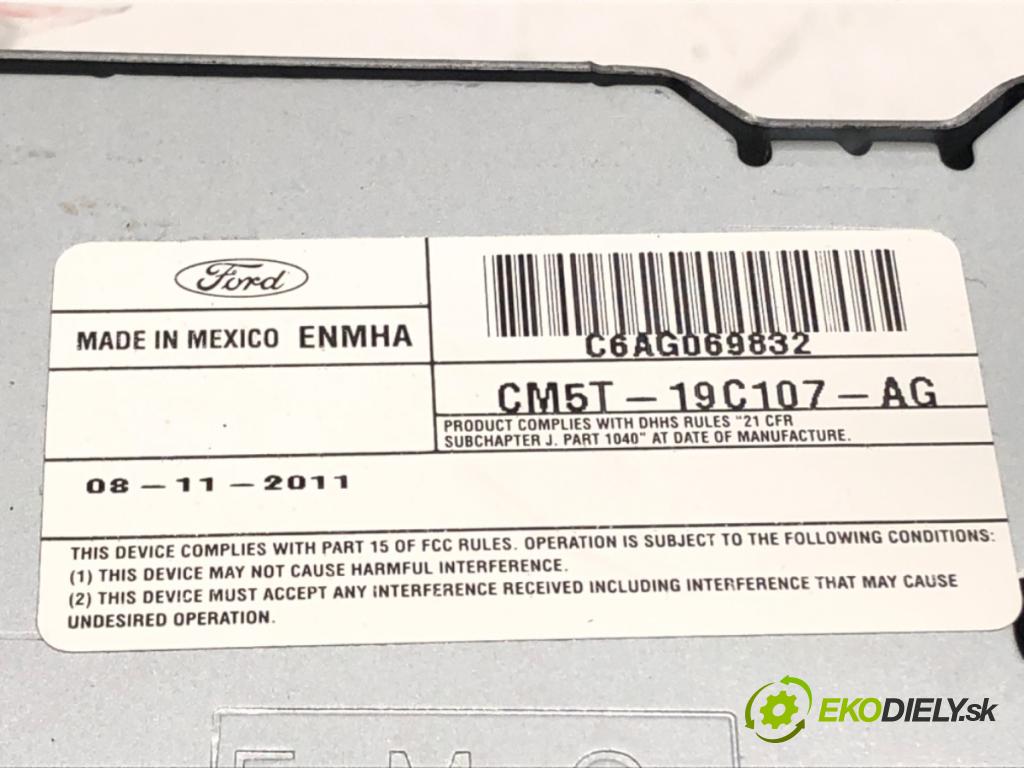 Ford
MADE IN MEXICO ENMHA
C6AG069832
CM5T-19C107-AG
PRODUCT COMPLIES WITH DHHS RULES "21 CFR
SUBCHAPTER J. PART 1040" AT DATE OF MANUFACTURE.
08-11-2011
THIS DEVICE COMPLIES WITH PART 15 OF FCC RULES. OPERATION IS SUBJECT TO THE FOLLOWING CONDITIONS:
(1) THIS DEVICE MAY NOT CAUSE HARMFUL INTERFERENCE.
(2) THIS DEVICE MUST ACCEPT ANY INTERFERENCE RECEIVED INCLUDING INTERFERENCE THAT MAY CAUSE
UNDESIRED OPERATION.
EKODIELY.sk